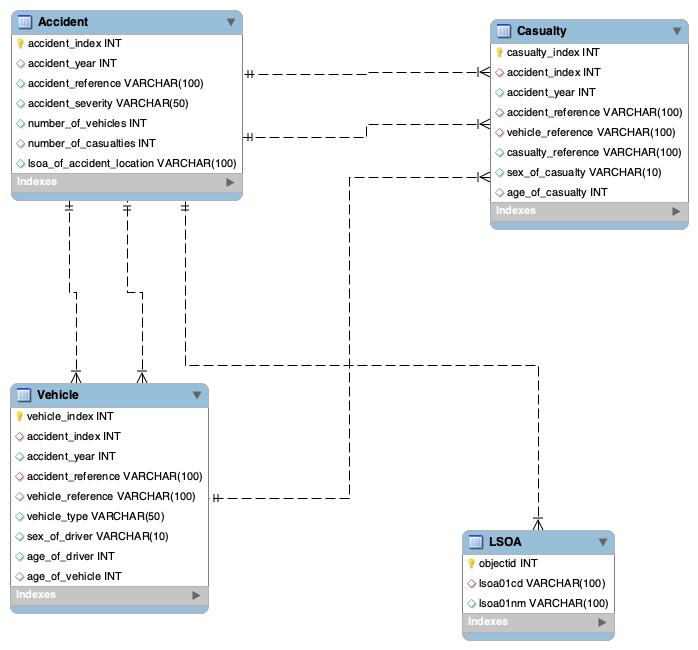 Accident
accident_index INT
accident_year INT
accident_reference VARCHAR(100)
accident_severity VARCHAR(50)
number_of_vehicles INT
number_of_casualties INT
lsoa_of_accident_location VARCHAR(100)
Indexes
Casualty
casualty_index INT
accident_index INT
accident_year INT
accident_reference VARCHAR(100)
vehicle_reference VARCHAR(100)
casualty_reference VARCHAR(100)
sex_of_casualty VARCHAR(10)
age_of_casualty INT
Indexes
Vehicle
vehicle_index INT
accident_index INT
accident_year INT
accident_reference VARCHAR(100)
vehicle_reference VARCHAR(100)
vehicle_type VARCHAR(50)
sex_of_driver VARCHAR(10)
age_of_driver INT
age_of_vehicle INT
Indexes
LSOA
objectid INT
lsoa01cd VARCHAR(100)
lsoa01nm VARCHAR(100)
Indexes